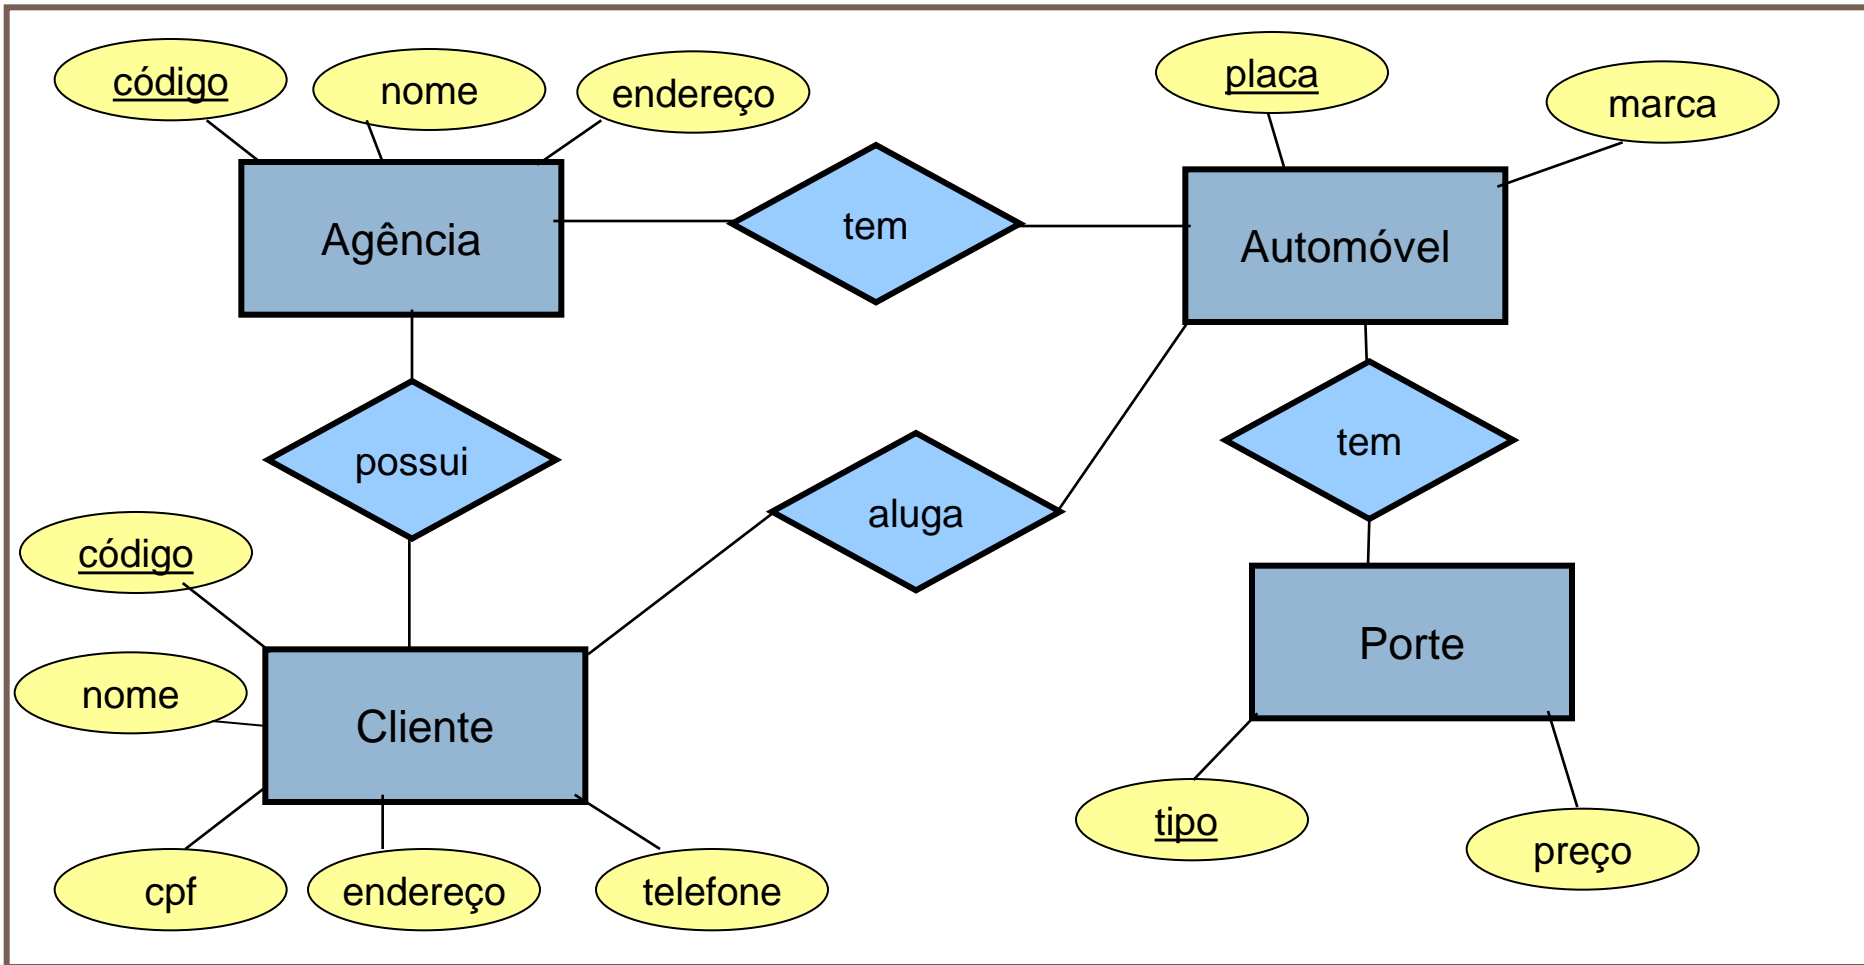 código
nome
endereço
placa
marca
Agência
tem
Automóvel
possui
aluga
tem
código
nome
Cliente
Porte
cpf
endereço
telefone
tipo
preço